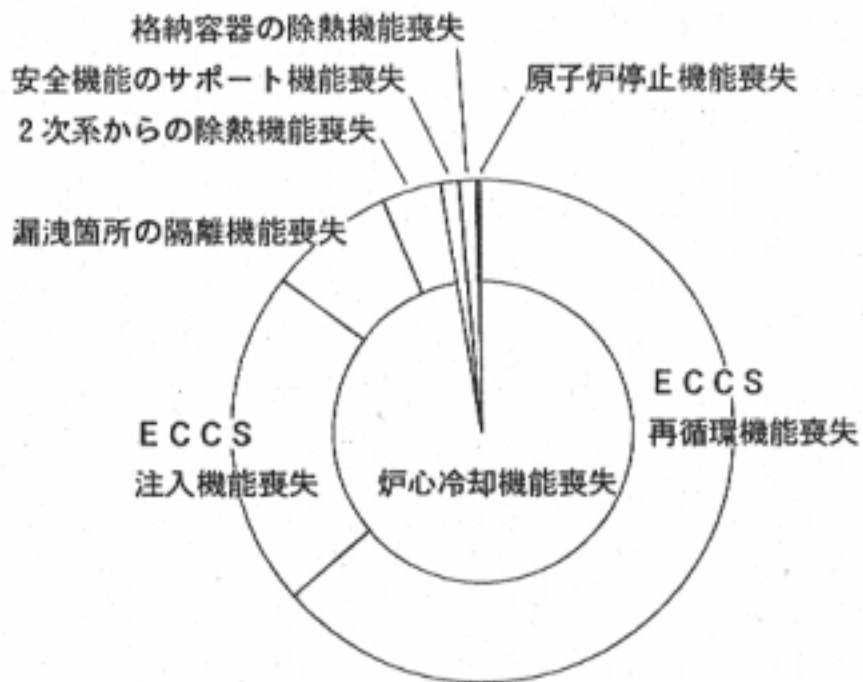 格納容器の除熱機能喪失
安全機能のサポート機能喪失
原子炉停止機能喪失
2次系からの除熱機能喪失
漏洩箇所の隔離機能喪失
ECCS
再循環機能喪失
ECCS
注入機能喪失
炉心冷却機能喪失